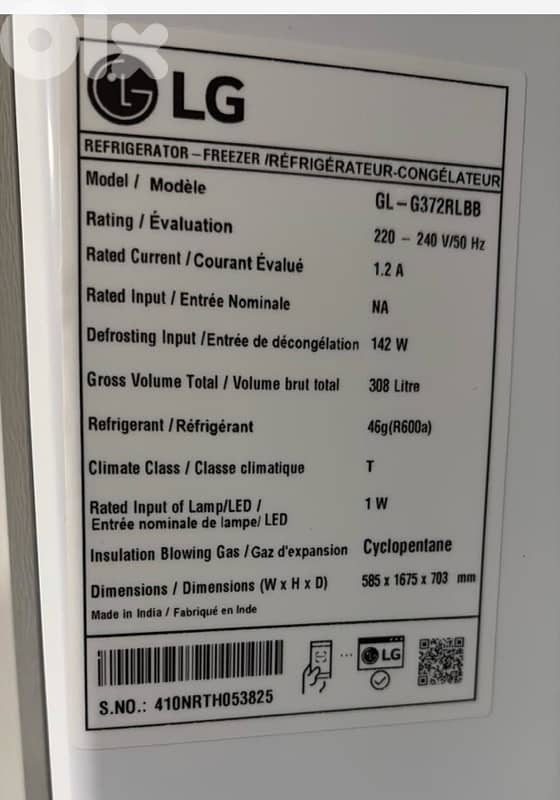 olx
LG
REFRIGERATOR – FREEZER /RÉFRIGÉRATEUR-CONGÉLATEUR
Model / Modèle GL – G372RLBB
Rating / Évaluation 220 – 240 V/50 Hz
Rated Current / Courant Évalué 1.2 A
Rated Input / Entrée Nominale NA
Defrosting Input /Entrée de décongélation 142 W
Gross Volume Total / Volume brut total 308 Litre
Refrigerant / Réfrigérant 46g(R600a)
Climate Class / Classe climatique T
Rated Input of Lamp/LED / 1 W
Entrée nominale de lampe/ LED
Insulation Blowing Gas / Gaz d'expansion Cyclopentane
Dimensions / Dimensions (W x H x D) 585 x 1675 x 703 mm
Made in India / Fabriqué en Inde
LG
S.NO.: 410NRTH053825